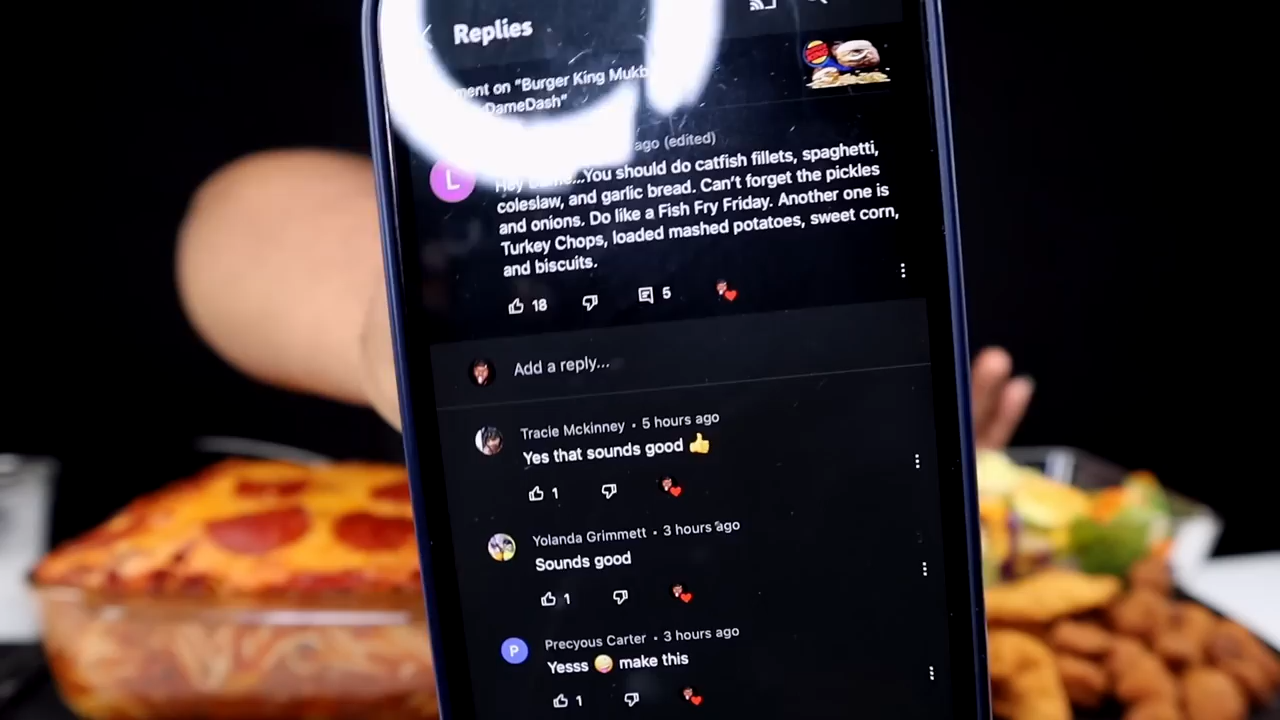 Replies
ment on "Burger King Mukb
DameDash"
ago (edited)
L
Hey ...You should do catfish fillets, spaghetti,
coleslaw, and garlic bread. Can't forget the pickles
and onions. Do like a Fish Fry Friday. Another one is
Turkey Chops, loaded mashed potatoes, sweet corn,
and biscuits.
18
5
Add a reply...
Tracie Mckinney • 5 hours ago
Yes that sounds good 👍
1
Yolanda Grimmett • 3 hours ago
Sounds good
1
P
Precyous Carter • 3 hours ago
Yesss make this
1